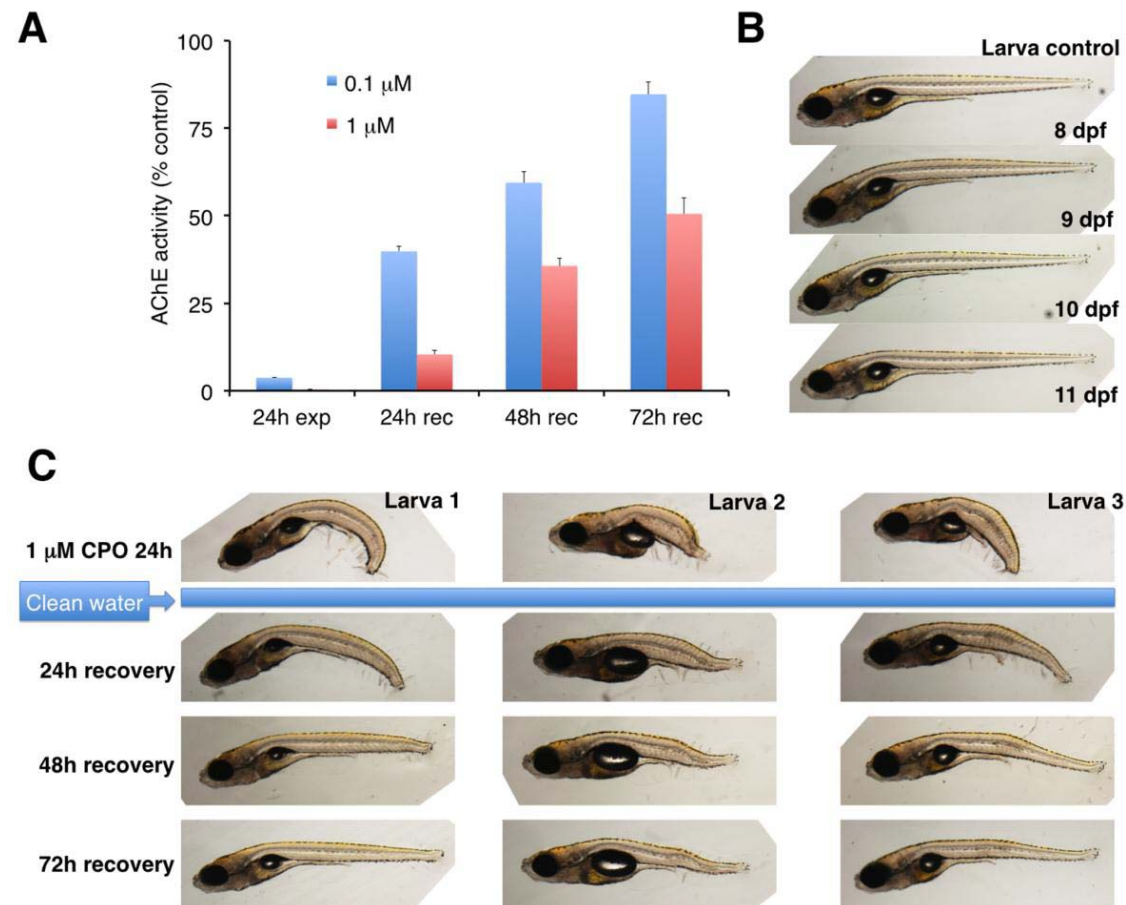 A
AChE activity (% control)
100
75
50
25
0
0.1 μM
1 μM
24h exp
24h rec
48h rec
72h rec
B
Larva control
8 dpf
9 dpf
10 dpf
11 dpf
C
Larva 1
Larva 2
Larva 3
1 μM CPO 24h
Clean water
24h recovery
48h recovery
72h recovery